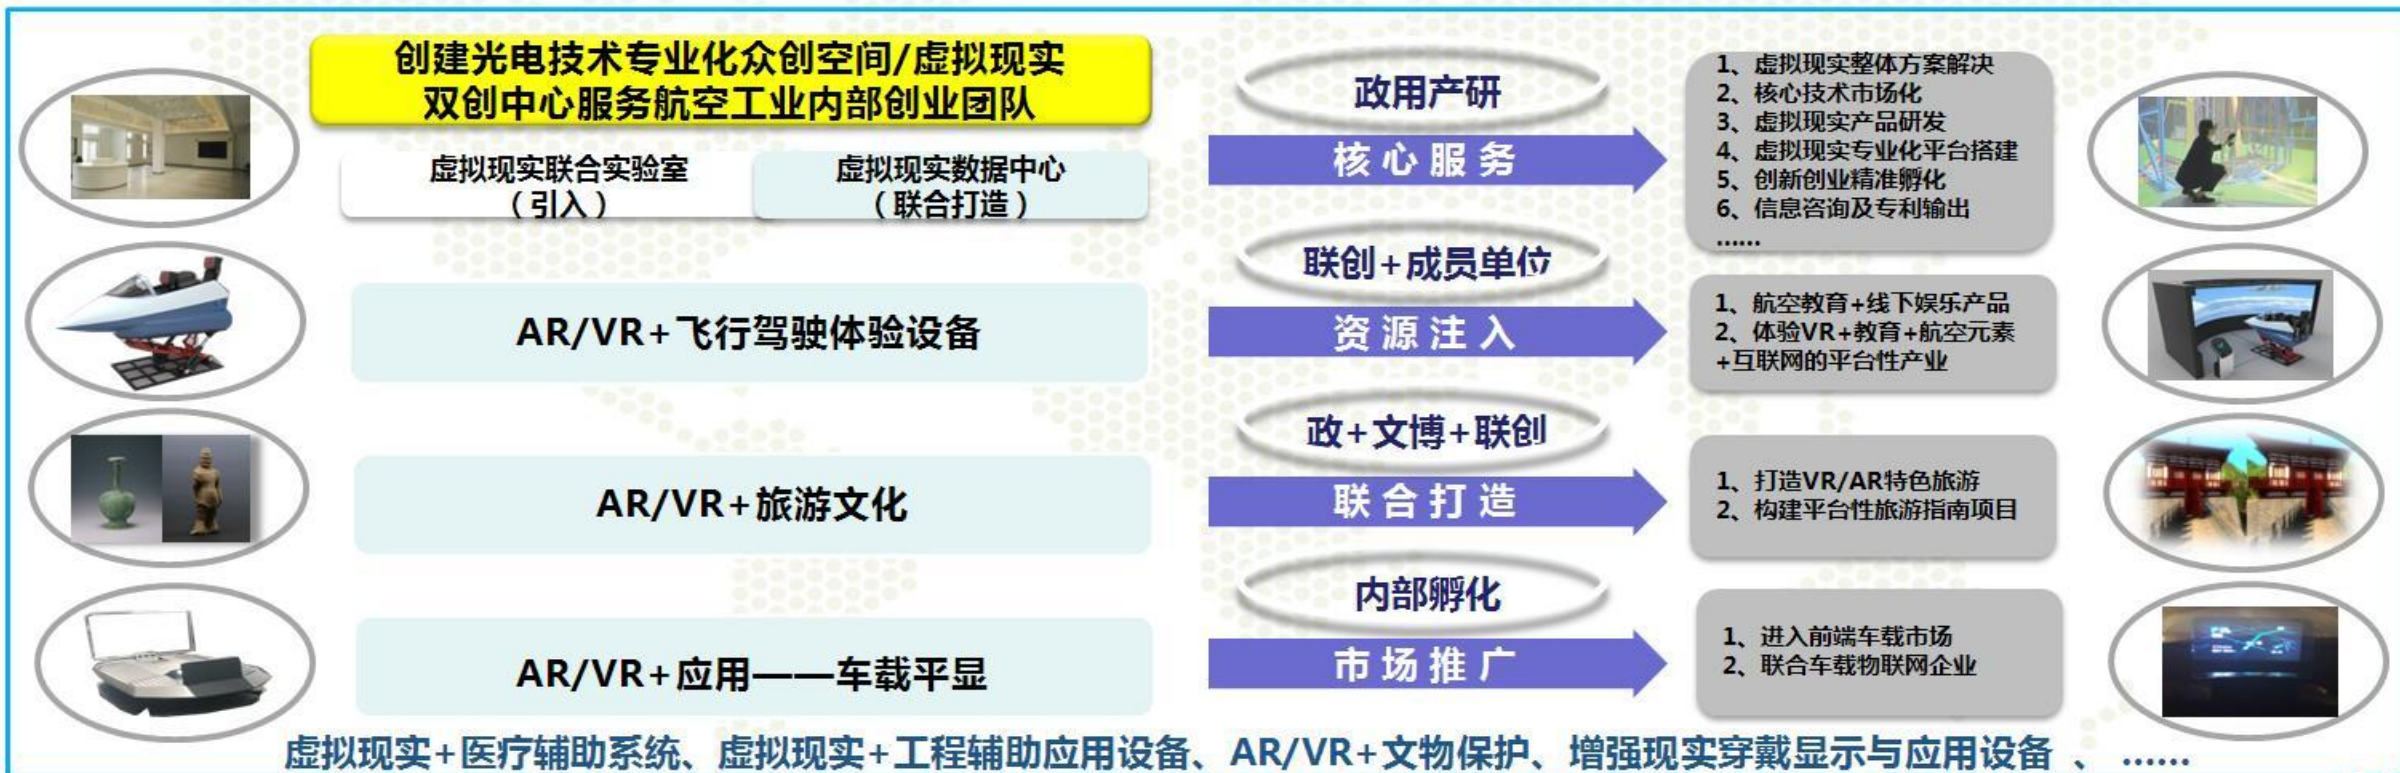 创建光电技术专业化众创空间/虚拟现实
双创中心服务航空工业内部创业团队
虚拟现实联合实验室
（引入）
虚拟现实数据中心
（联合打造）
政用产研
核心服务
1、虚拟现实整体方案解决
2、核心技术市场化
3、虚拟现实产品研发
4、虚拟现实专业化平台搭建
5、创新创业精准孵化
6、信息咨询及专利输出
......
AR/VR+飞行驾驶体验设备
联创+成员单位
资源注入
1、航空教育+线下娱乐产品
2、体验VR+教育+航空元素
+互联网的平台性产业
AR/VR+旅游文化
政+文博+联创
联合打造
1、打造VR/AR特色旅游
2、构建平台性旅游指南项目
AR/VR+应用——车载平显
内部孵化
市场推广
1、进入前端车载市场
2、联合车载物联网企业
虚拟现实+医疗辅助系统、虚拟现实+工程辅助应用设备、AR/VR+文物保护、增强现实穿戴显示与应用设备 、 ......